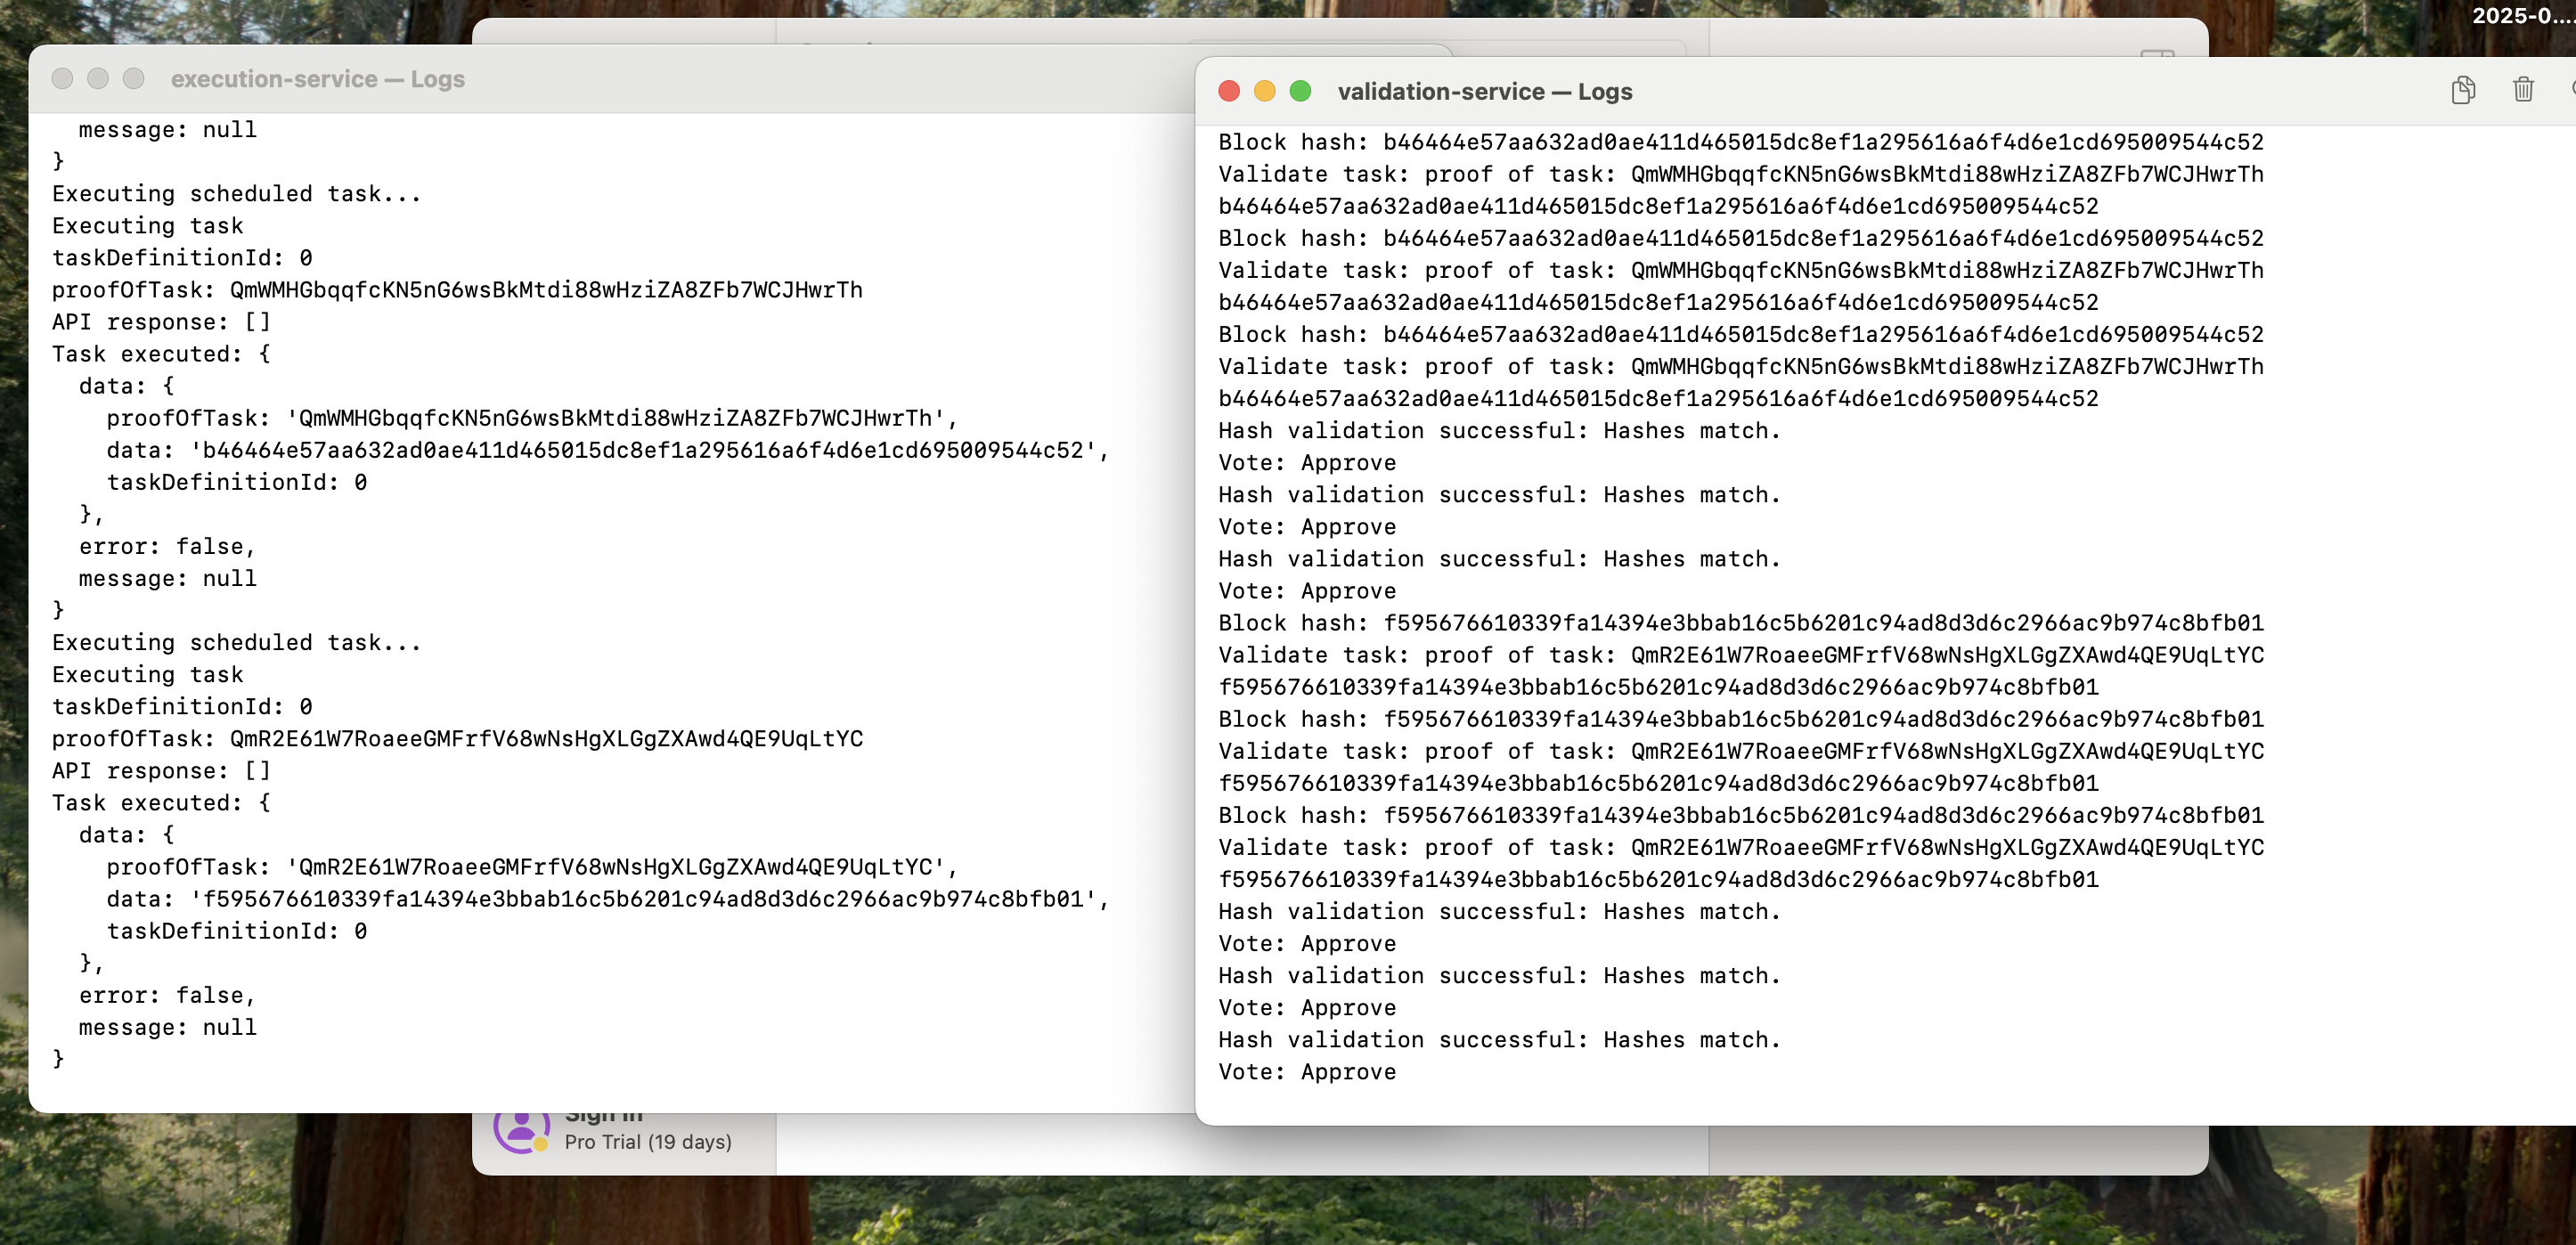 2025-0...
execution-service — Logs
message: null
}
Executing scheduled task...
Executing task
taskDefinitionId: 0
proofOfTask: QmWMHGbqqfcKN5nG6wsBkMtdi88wHziZA8ZFb7WCJHwrTh
API response: []
Task executed: {
data: {
proofOfTask: 'QmWMHGbqqfcKN5nG6wsBkMtdi88wHziZA8ZFb7WCJHwrTh',
data: 'b46464e57aa632ad0ae411d465015dc8ef1a295616a6f4d6e1cd695009544c52',
taskDefinitionId: 0
},
error: false,
message: null
}
Executing scheduled task...
Executing task
taskDefinitionId: 0
proofOfTask: QmR2E61W7RoaeeGMFrfV68wNsHgXLGgZXAwd4QE9UqLtYC
API response: []
Task executed: {
data: {
proofOfTask: 'QmR2E61W7RoaeeGMFrfV68wNsHgXLGgZXAwd4QE9UqLtYC',
data: 'f595676610339fa14394e3bbab16c5b6201c94ad8d3d6c2966ac9b974c8bfb01',
taskDefinitionId: 0
},
error: false,
message: null
}
validation-service — Logs
Block hash: b46464e57aa632ad0ae411d465015dc8ef1a295616a6f4d6e1cd695009544c52
Validate task: proof of task: QmWMHGbqqfcKN5nG6wsBkMtdi88wHziZA8ZFb7WCJHwrTh
b46464e57aa632ad0ae411d465015dc8ef1a295616a6f4d6e1cd695009544c52
Block hash: b46464e57aa632ad0ae411d465015dc8ef1a295616a6f4d6e1cd695009544c52
Validate task: proof of task: QmWMHGbqqfcKN5nG6wsBkMtdi88wHziZA8ZFb7WCJHwrTh
b46464e57aa632ad0ae411d465015dc8ef1a295616a6f4d6e1cd695009544c52
Block hash: b46464e57aa632ad0ae411d465015dc8ef1a295616a6f4d6e1cd695009544c52
Validate task: proof of task: QmWMHGbqqfcKN5nG6wsBkMtdi88wHziZA8ZFb7WCJHwrTh
b46464e57aa632ad0ae411d465015dc8ef1a295616a6f4d6e1cd695009544c52
Hash validation successful: Hashes match.
Vote: Approve
Hash validation successful: Hashes match.
Vote: Approve
Hash validation successful: Hashes match.
Vote: Approve
Block hash: f595676610339fa14394e3bbab16c5b6201c94ad8d3d6c2966ac9b974c8bfb01
Validate task: proof of task: QmR2E61W7RoaeeGMFrfV68wNsHgXLGgZXAwd4QE9UqLtYC
f595676610339fa14394e3bbab16c5b6201c94ad8d3d6c2966ac9b974c8bfb01
Block hash: f595676610339fa14394e3bbab16c5b6201c94ad8d3d6c2966ac9b974c8bfb01
Validate task: proof of task: QmR2E61W7RoaeeGMFrfV68wNsHgXLGgZXAwd4QE9UqLtYC
f595676610339fa14394e3bbab16c5b6201c94ad8d3d6c2966ac9b974c8bfb01
Block hash: f595676610339fa14394e3bbab16c5b6201c94ad8d3d6c2966ac9b974c8bfb01
Validate task: proof of task: QmR2E61W7RoaeeGMFrfV68wNsHgXLGgZXAwd4QE9UqLtYC
f595676610339fa14394e3bbab16c5b6201c94ad8d3d6c2966ac9b974c8bfb01
Hash validation successful: Hashes match.
Vote: Approve
Hash validation successful: Hashes match.
Vote: Approve
Hash validation successful: Hashes match.
Vote: Approve
Sign in
Pro Trial (19 days)